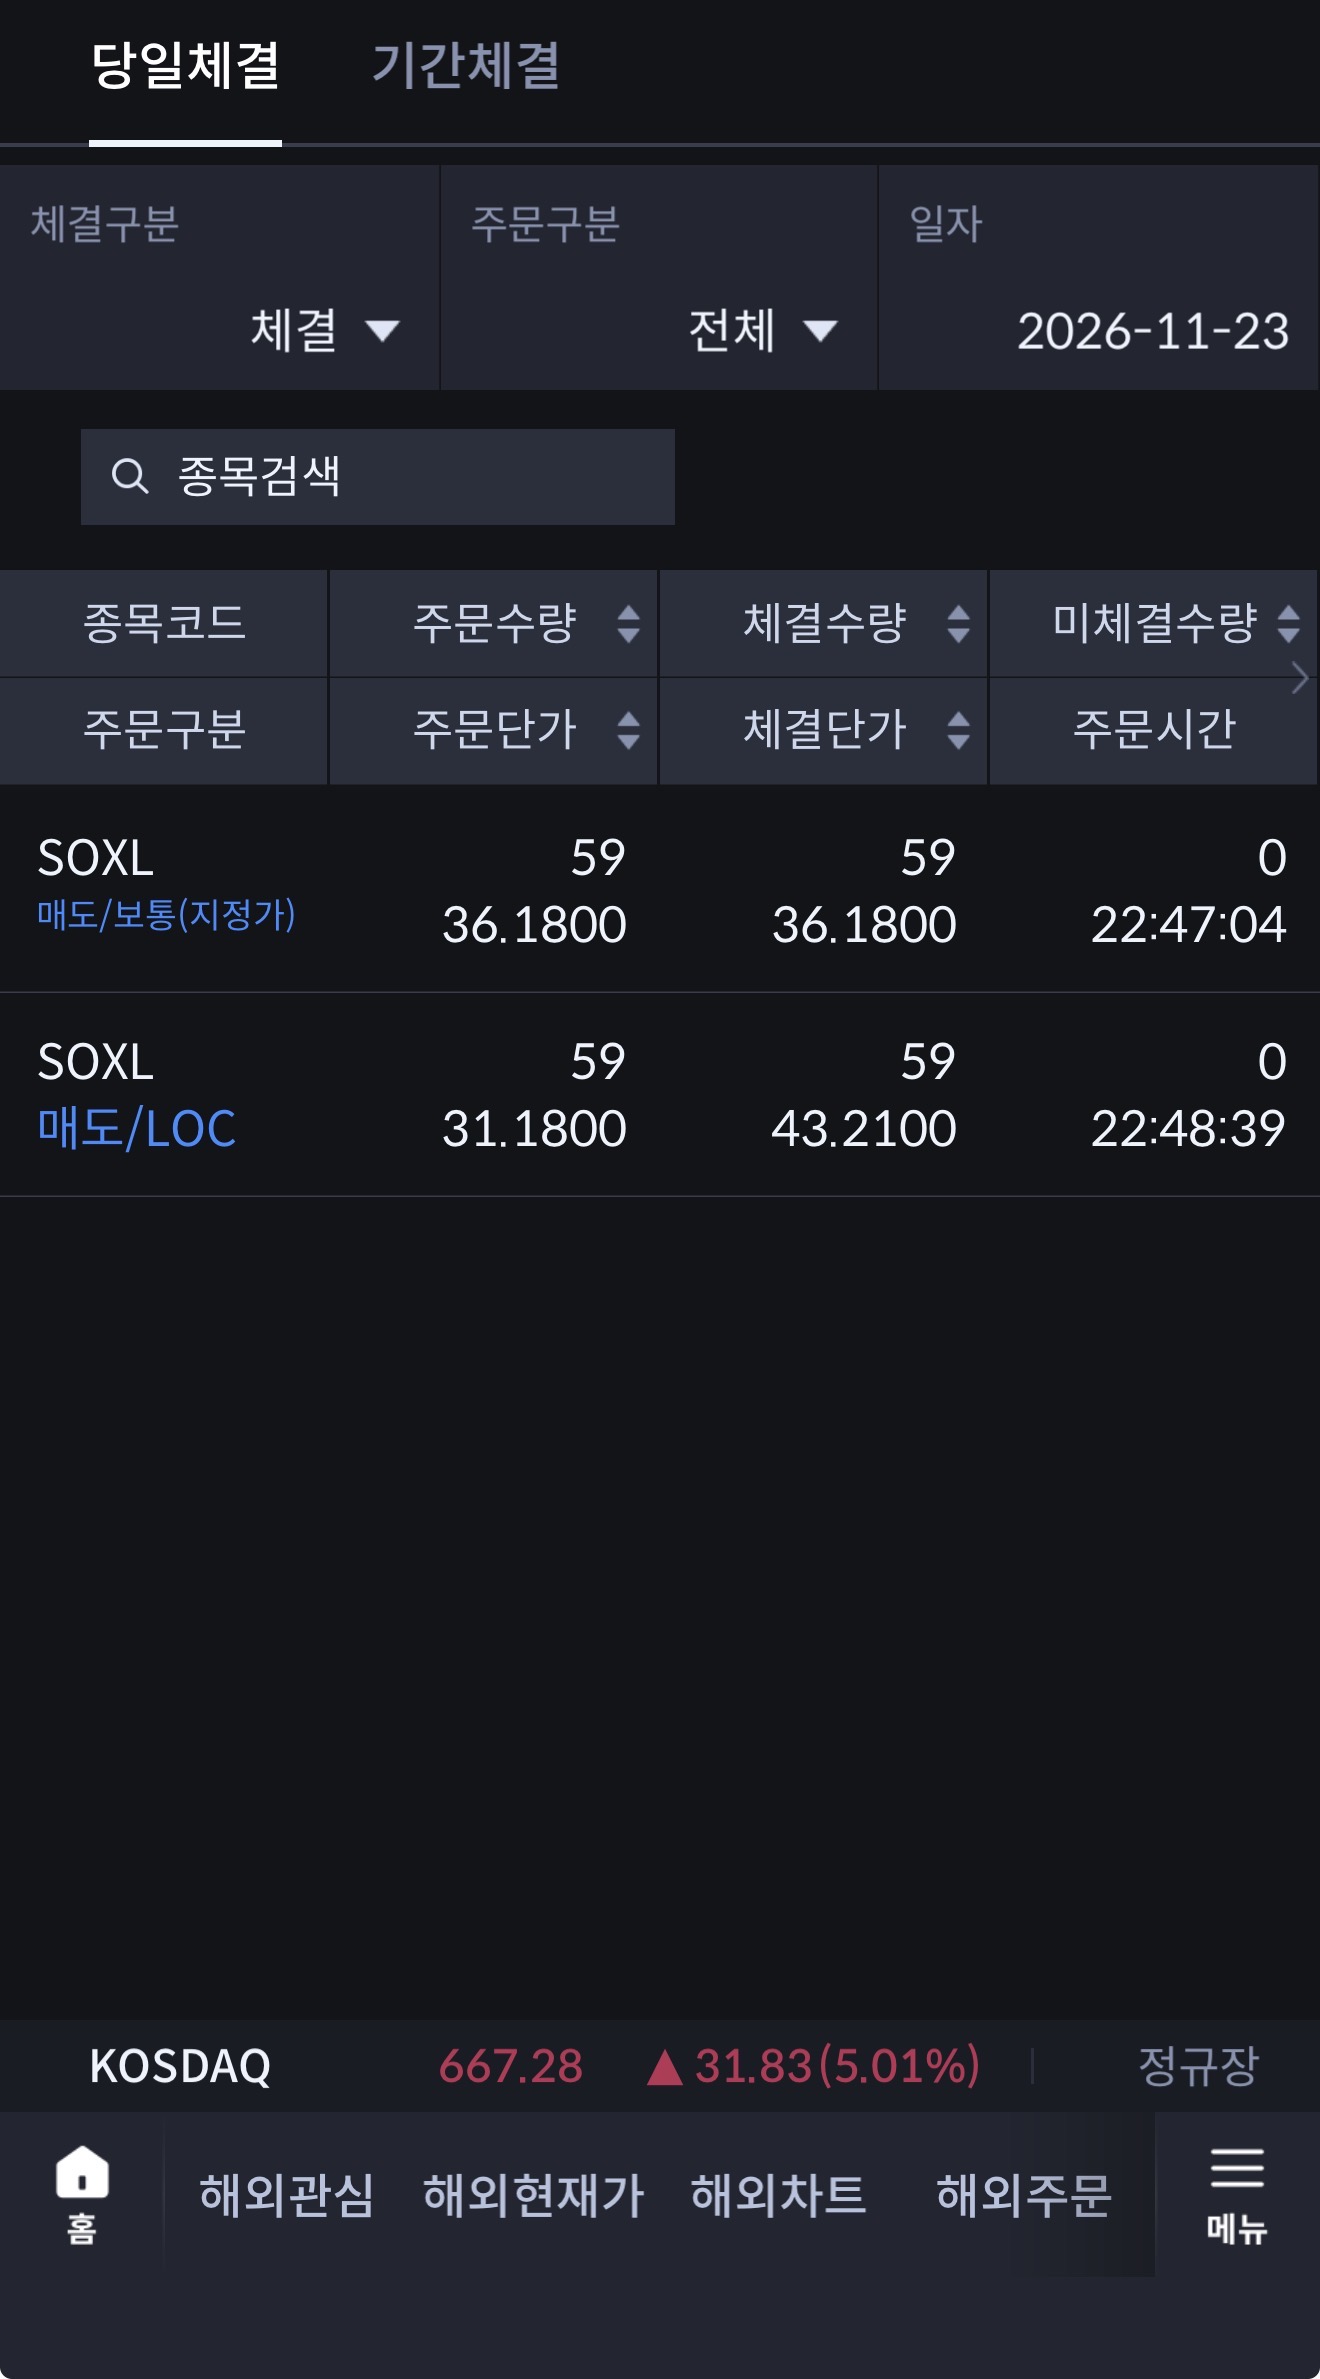 당일체결 기간체결
체결구분 주문구분 일자
체결 전체 2026-11-23
종목검색
종목코드 주문수량 체결수량 미체결수량
주문구분 주문단가 체결단가 주문시간
SOXL 59 59 0
매도/보통(지정가) 36.1800 36.1800 22:47:04
SOXL 59 59 0
매도/LOC 31.1800 43.2100 22:48:39
KOSDAQ 667.28 ▲31.83(5.01%) 정규장
홈 해외관심 해외현재가 해외차트 해외주문 메뉴